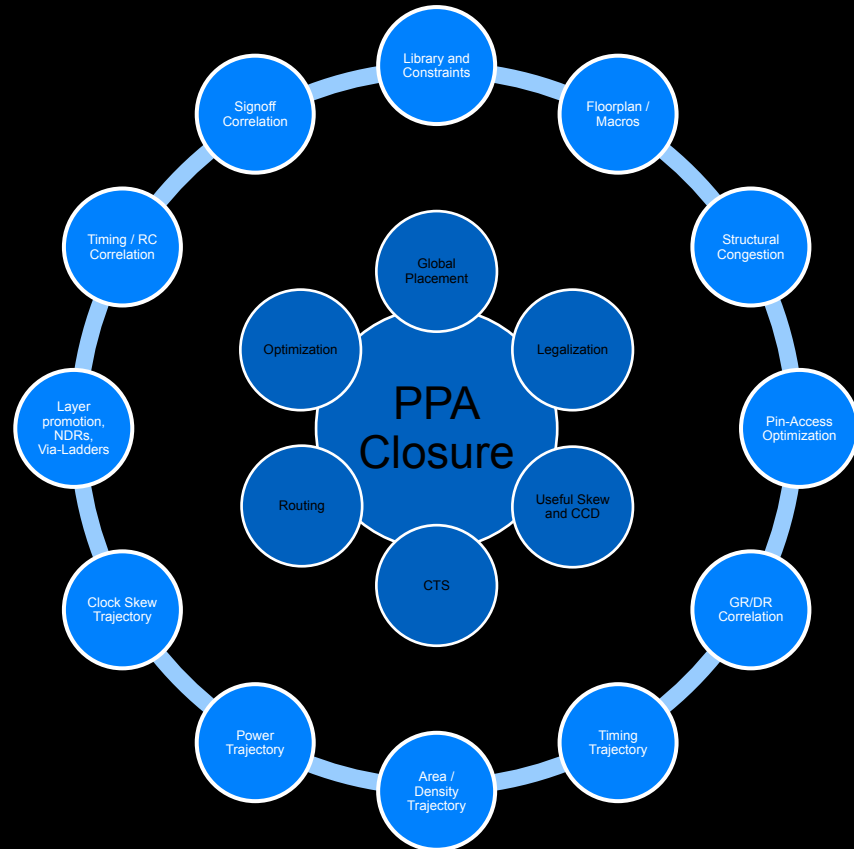 Library and
Constraints
Floorplan /
Macros
Structural
Congestion
Pin-Access
Optimization
GR/DR
Correlation
Timing
Trajectory
Area /
Density
Trajectory
Power
Trajectory
Clock Skew
Trajectory
Layer
promotion,
NDRs,
Via-Ladders
Timing / RC
Correlation
Signoff
Correlation
Global
Placement
Legalization
Useful Skew
and CCD
CTS
Routing
Optimization
PPA
Closure